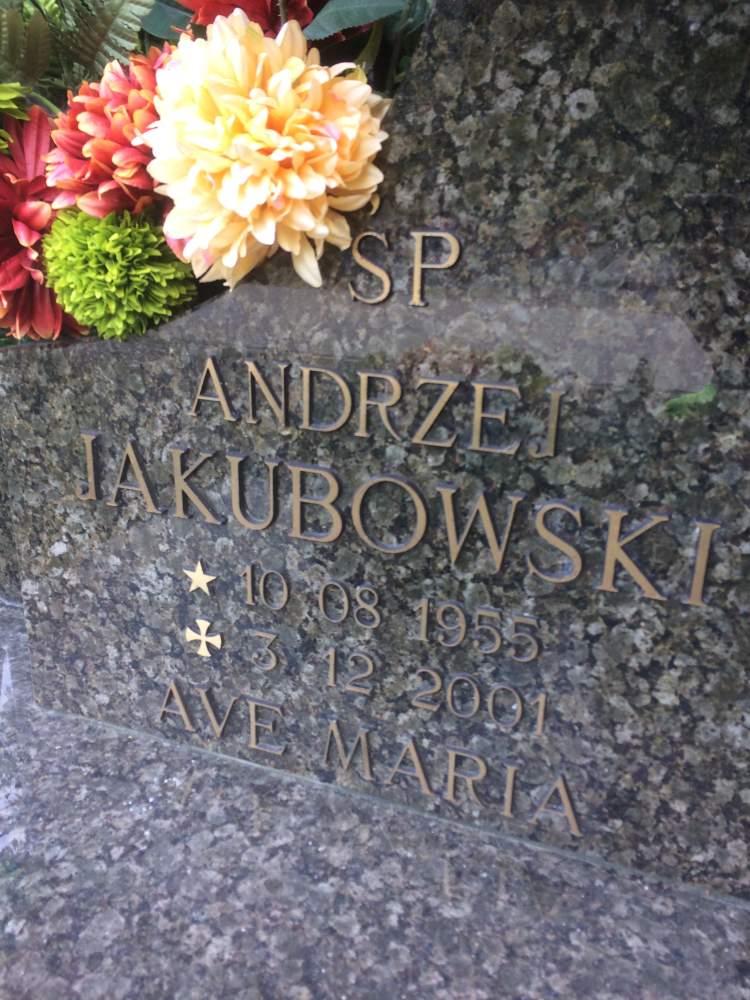 SP
ANDRZEJ
JAKUBOWSKI
10 08 1955
3 12 2001
AVE MARIA